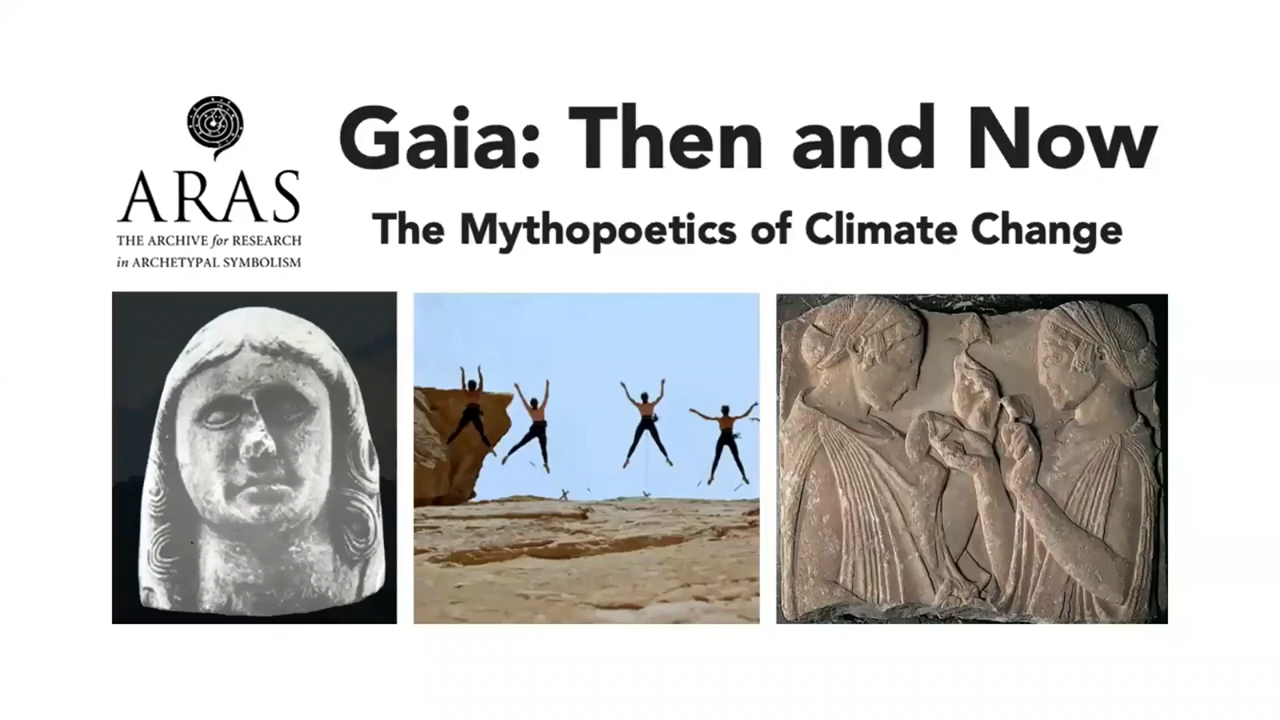 ARAS
THE ARCHIVE for RESEARCH
in ARCHETYPAL SYMBOLISM
Gaia: Then and Now
The Mythopoetics of Climate Change